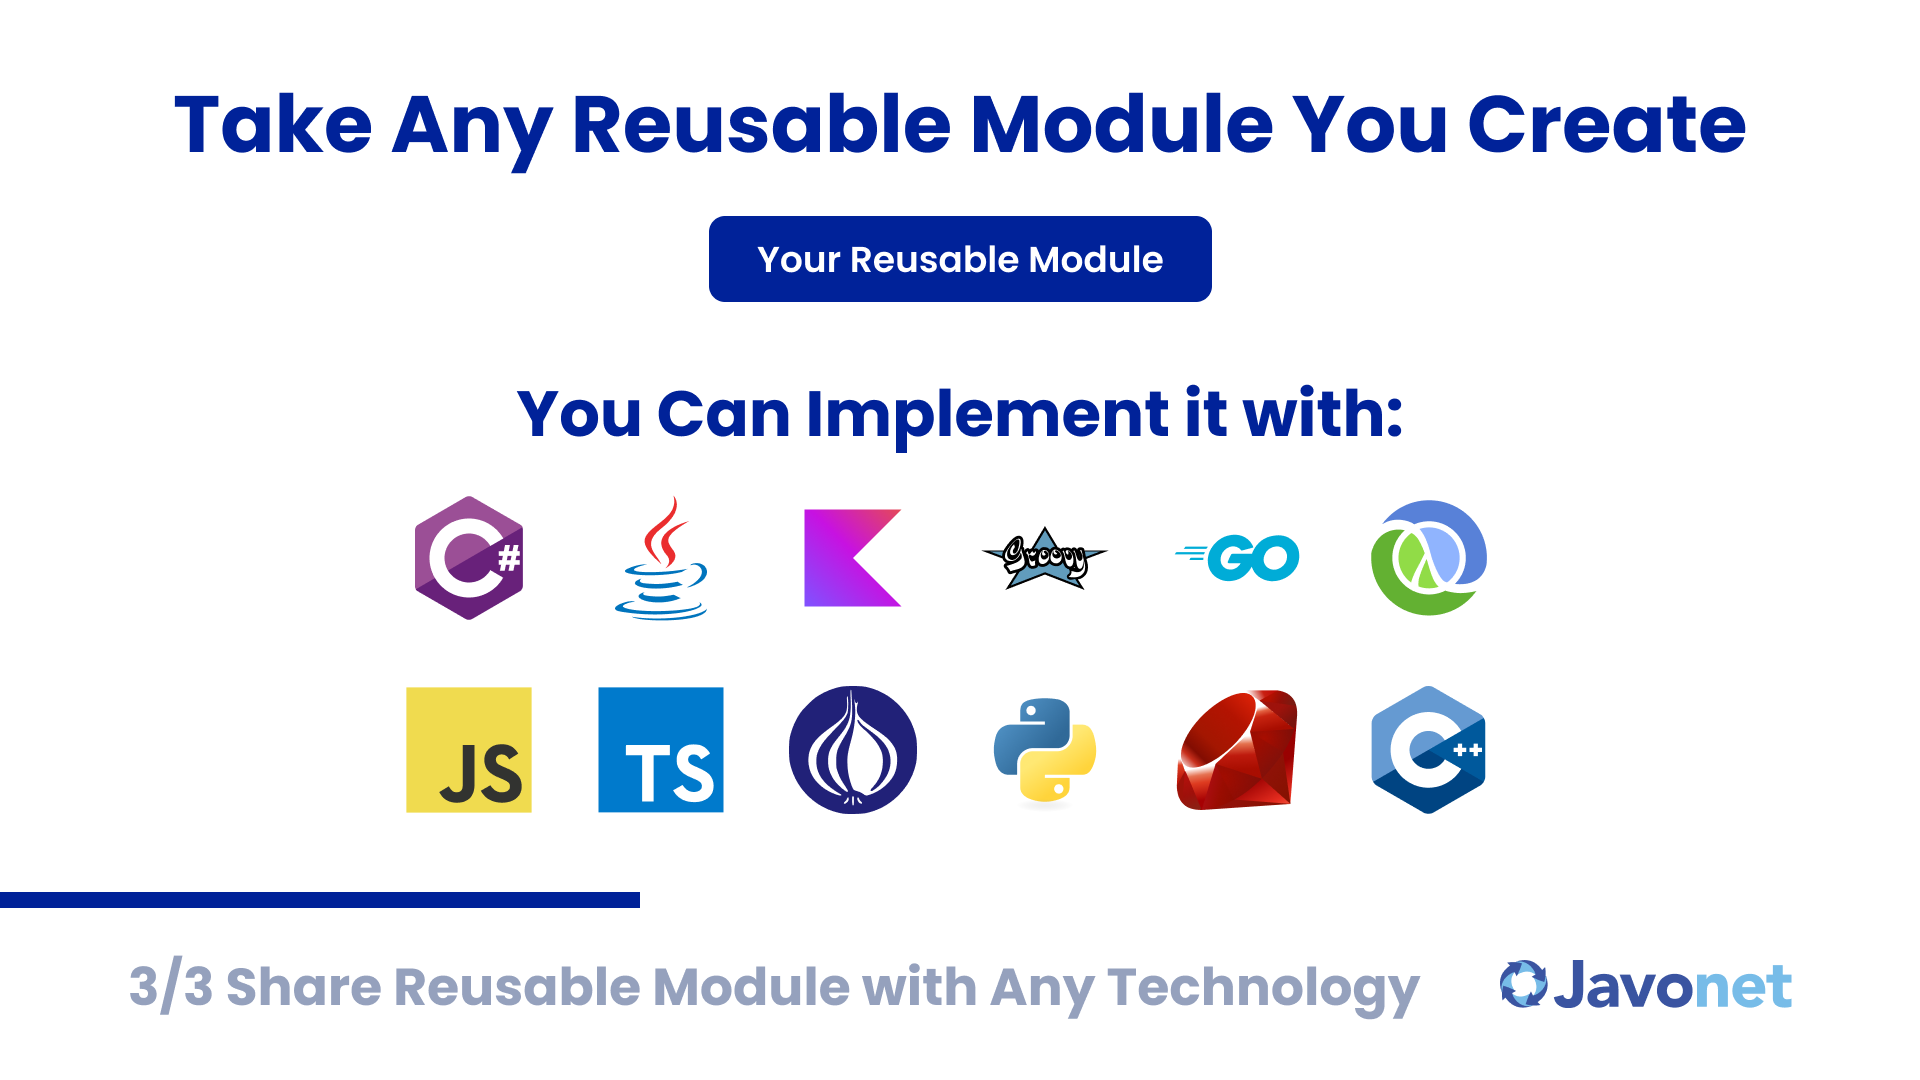 Take Any Reusable Module You Create
Your Reusable Module
You Can Implement it with:
C#
Groovy
GO
JS
TS
C++
3/3 Share Reusable Module with Any Technology
Javonet